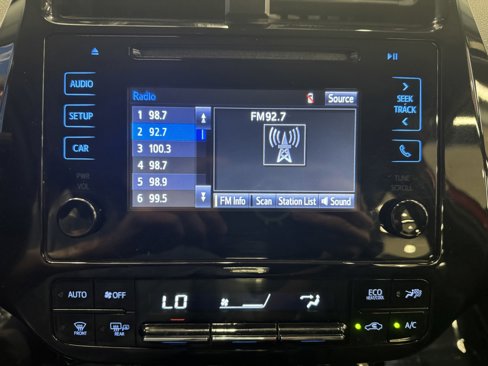 AUDIO
SETUP
CAR
PWR
VOL
Radio
Source
1 98.7
2 92.7
3 100.3
4 98.7
5 98.9
6 99.5
FM92.7
FM Info
Scan
Station List
Sound
SEEK
TRACK
TUNE
SCROLL
AUTO
OFF
LO
ECO
HEAT/COOL
FRONT
REAR
A/C